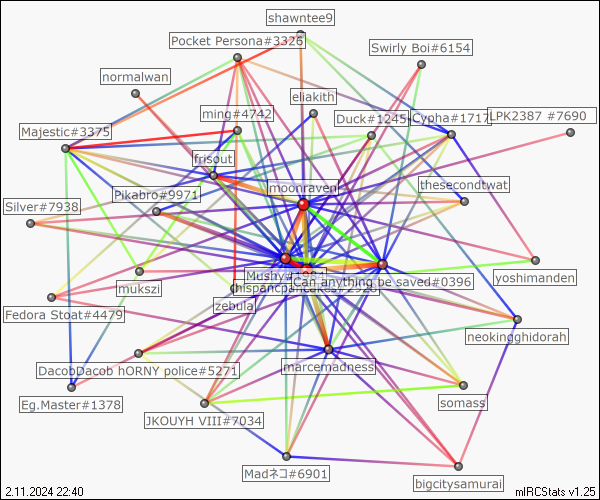 shawntee9
Pocket Persona#3326
Swirly Boi#6154
normalwan
eliakith
ming#4742
Duck#1245
Cypha#1717
LPK2387 #7690
Majestic#3375
frisout
moonraven
thesecondtwat
Pikabro#9971
Silver#7938
Mushy#1984
Can anything be saved#0396
mukszi
yoshimanden
zebula
Fedora Stoat#4479
neokingghidorah
DacobDacob hORNY police#5271
marcemadness
Eg.Master#1378
somass
JKOUYH VIII#7034
Madネコ#6901
bigcitysamurai
2.11.2024 22:40
mIRCStats v1.25